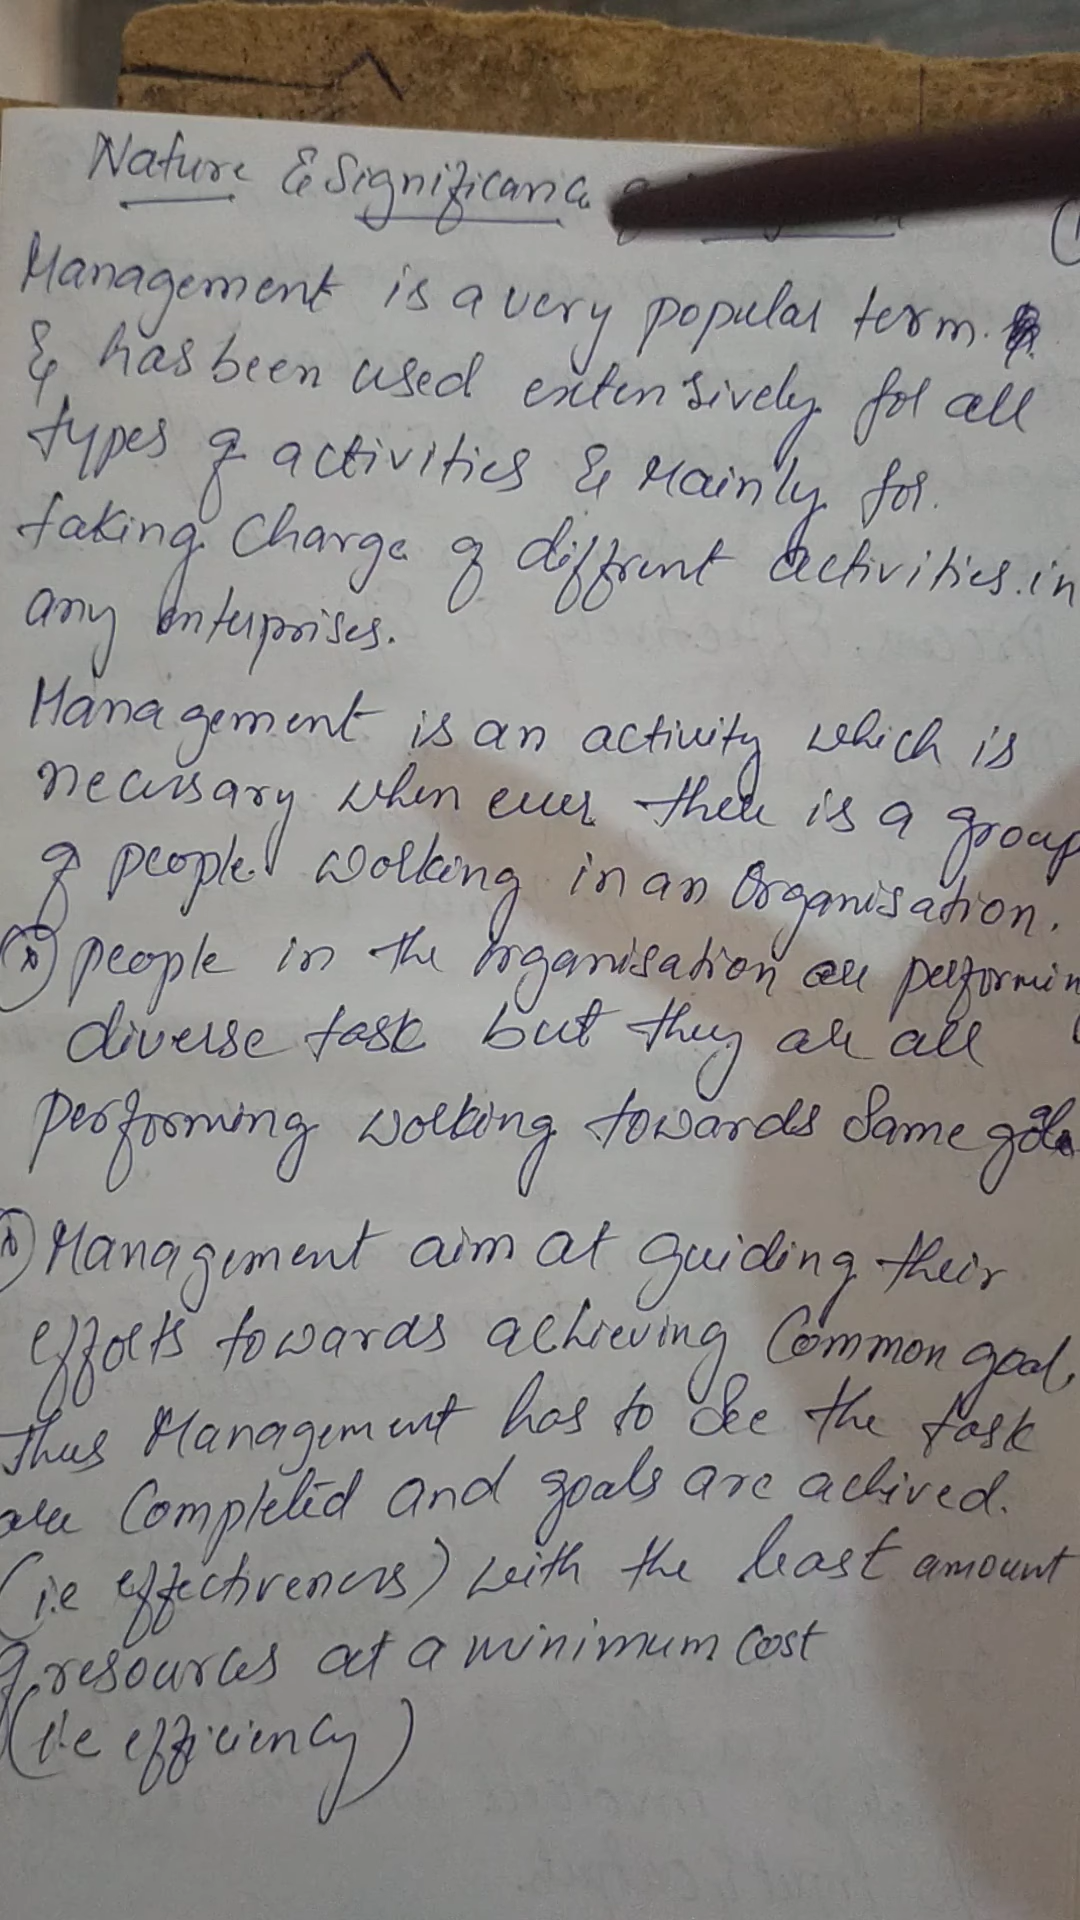 Nature & Significanc
Management is a very popular term.
& has been used extensively for all
types of activities & Mainly for.
taking Charge of diffrent activities in
any enterprises.
Management is an activity which is
necessary when ever there is a group
of people working in an Organisation.
people in the organisation are performin
diverse task but they are all
performing working towards Same goal
Management aim at guiding their
efforts towards achieving Common goal,
Thus Management has to See the task
are Completed and goals are achived.
(i.e effectiveness) with the least amount
of resources at a minimum Cost
(i.e efficiency)